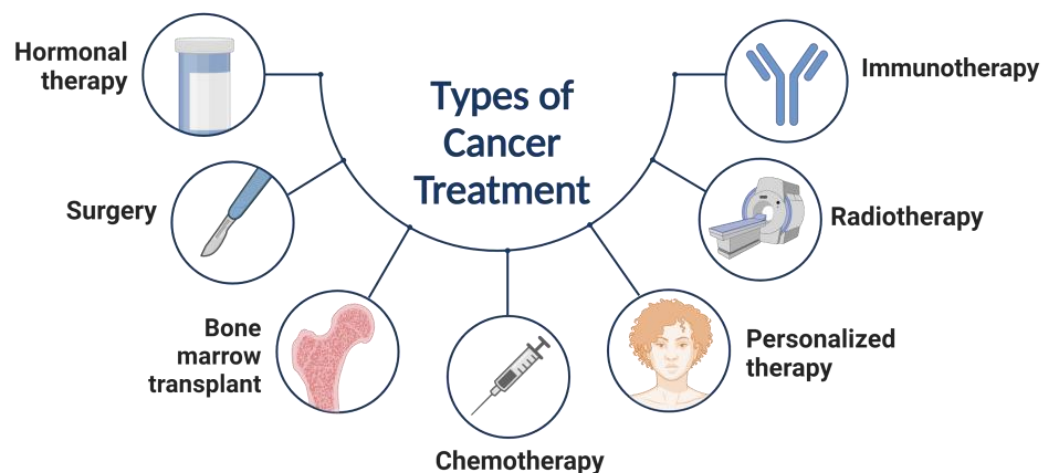 Types of
Cancer
Treatment
Hormonal
therapy
Surgery
Bone
marrow
transplant
Chemotherapy
Personalized
therapy
Radiotherapy
Immunotherapy